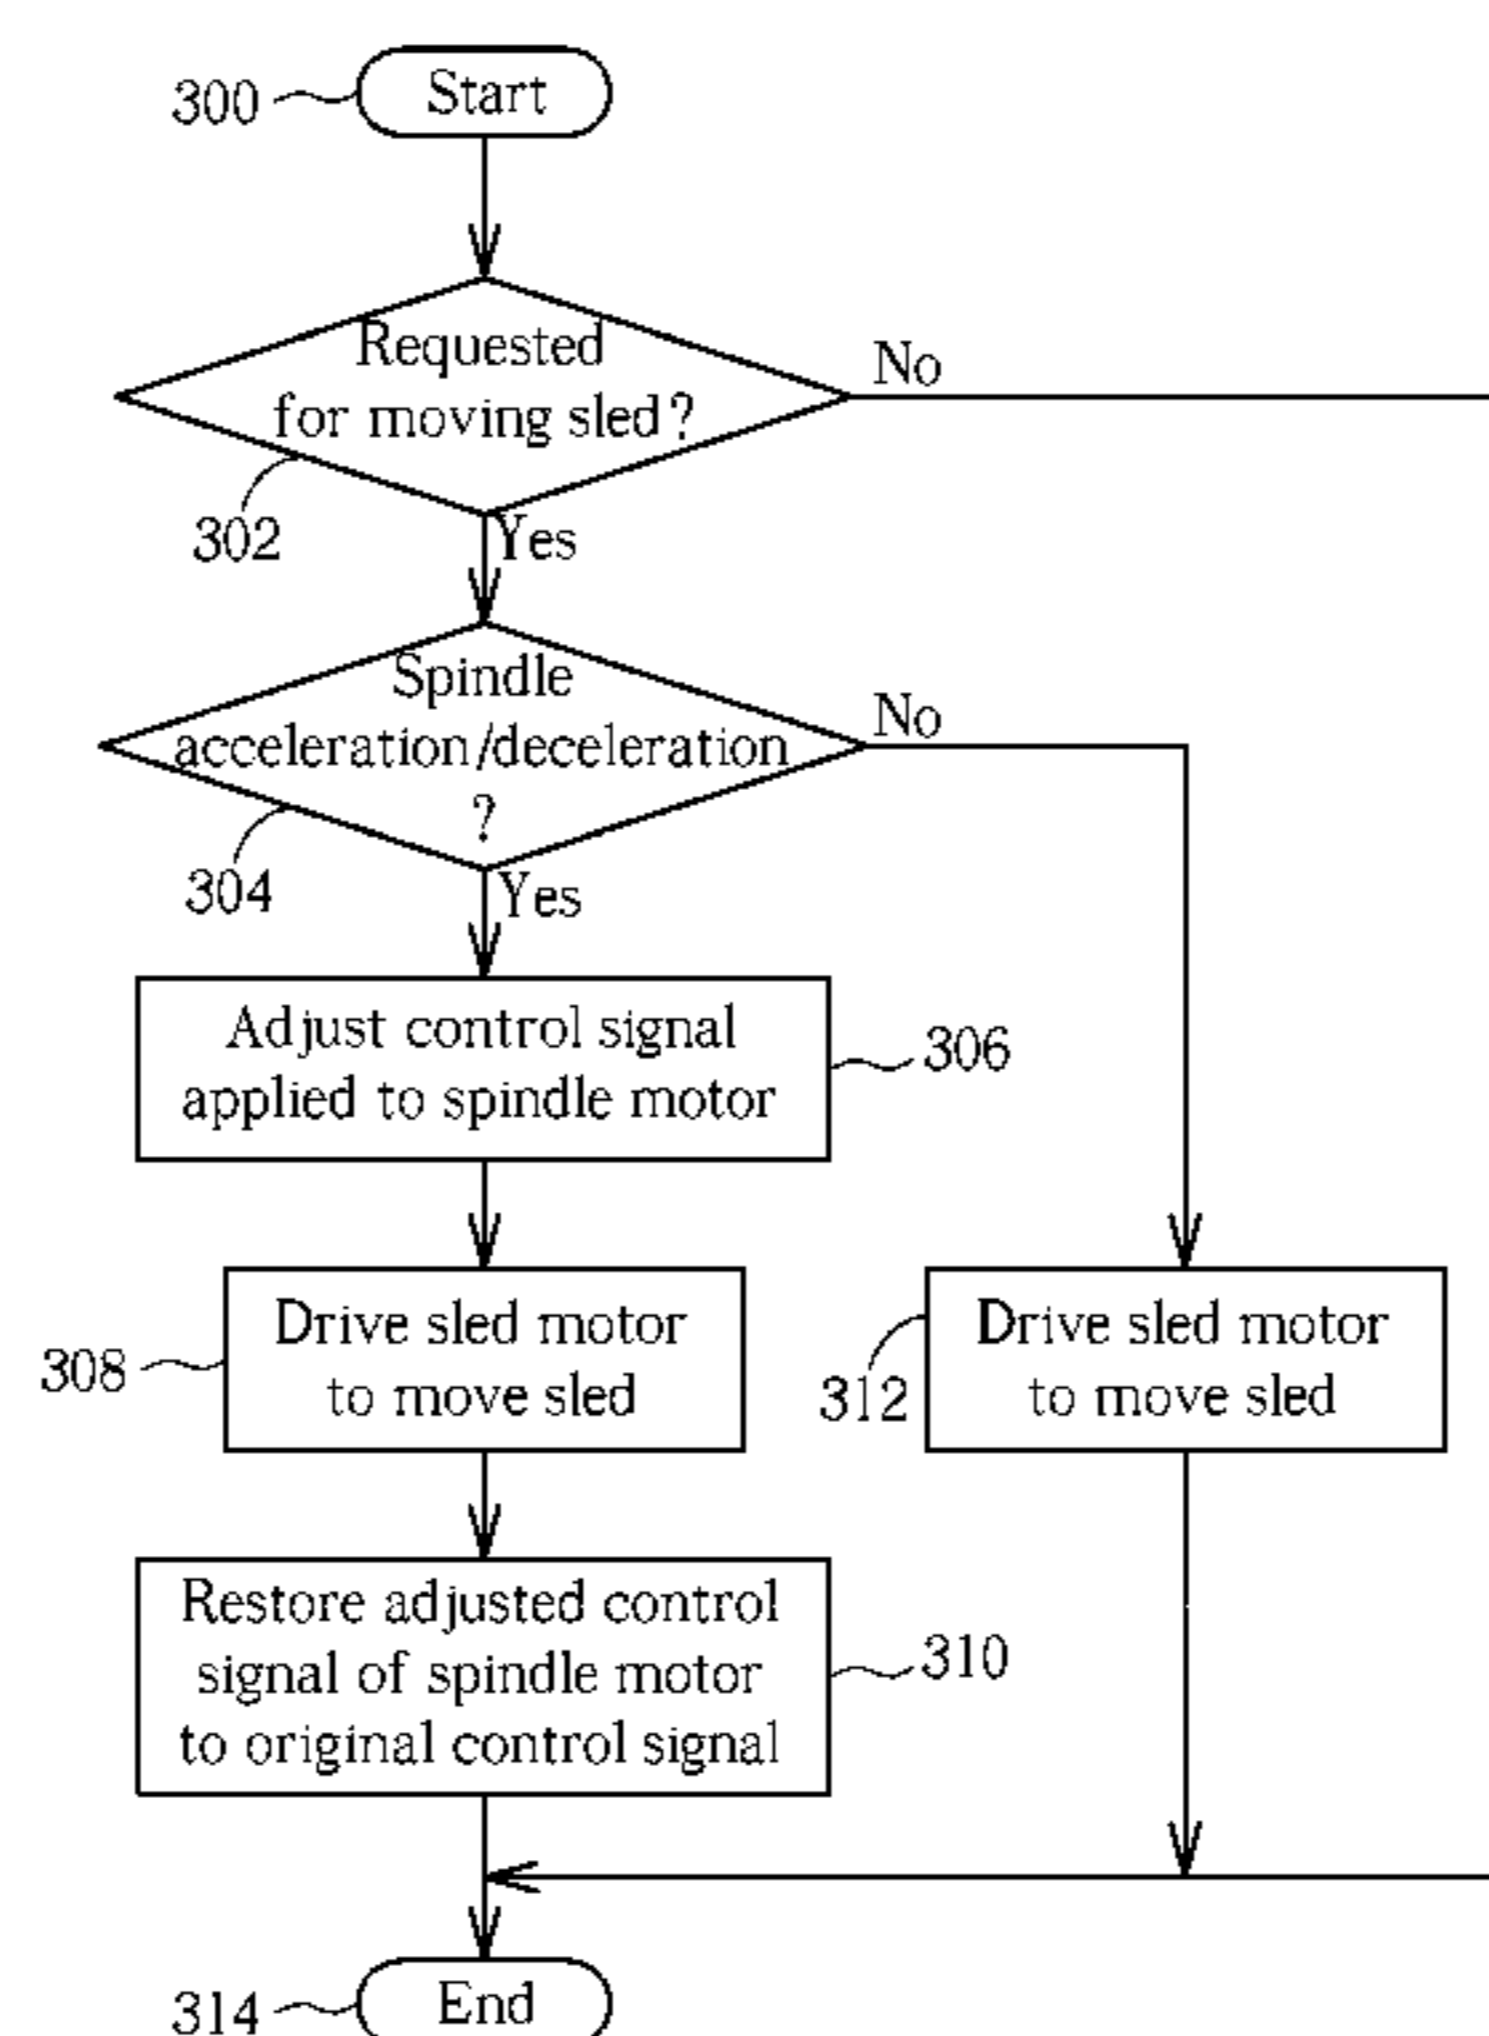 300
Start
Requested
for moving sled?
No
302
Yes
Spindle
acceleration/deceleration
?
No
304
Yes
Adjust control signal
applied to spindle motor
306
Drive sled motor
to move sled
308
Drive sled motor
to move sled
312
Restore adjusted control
signal of spindle motor
to original control signal
310
314
End